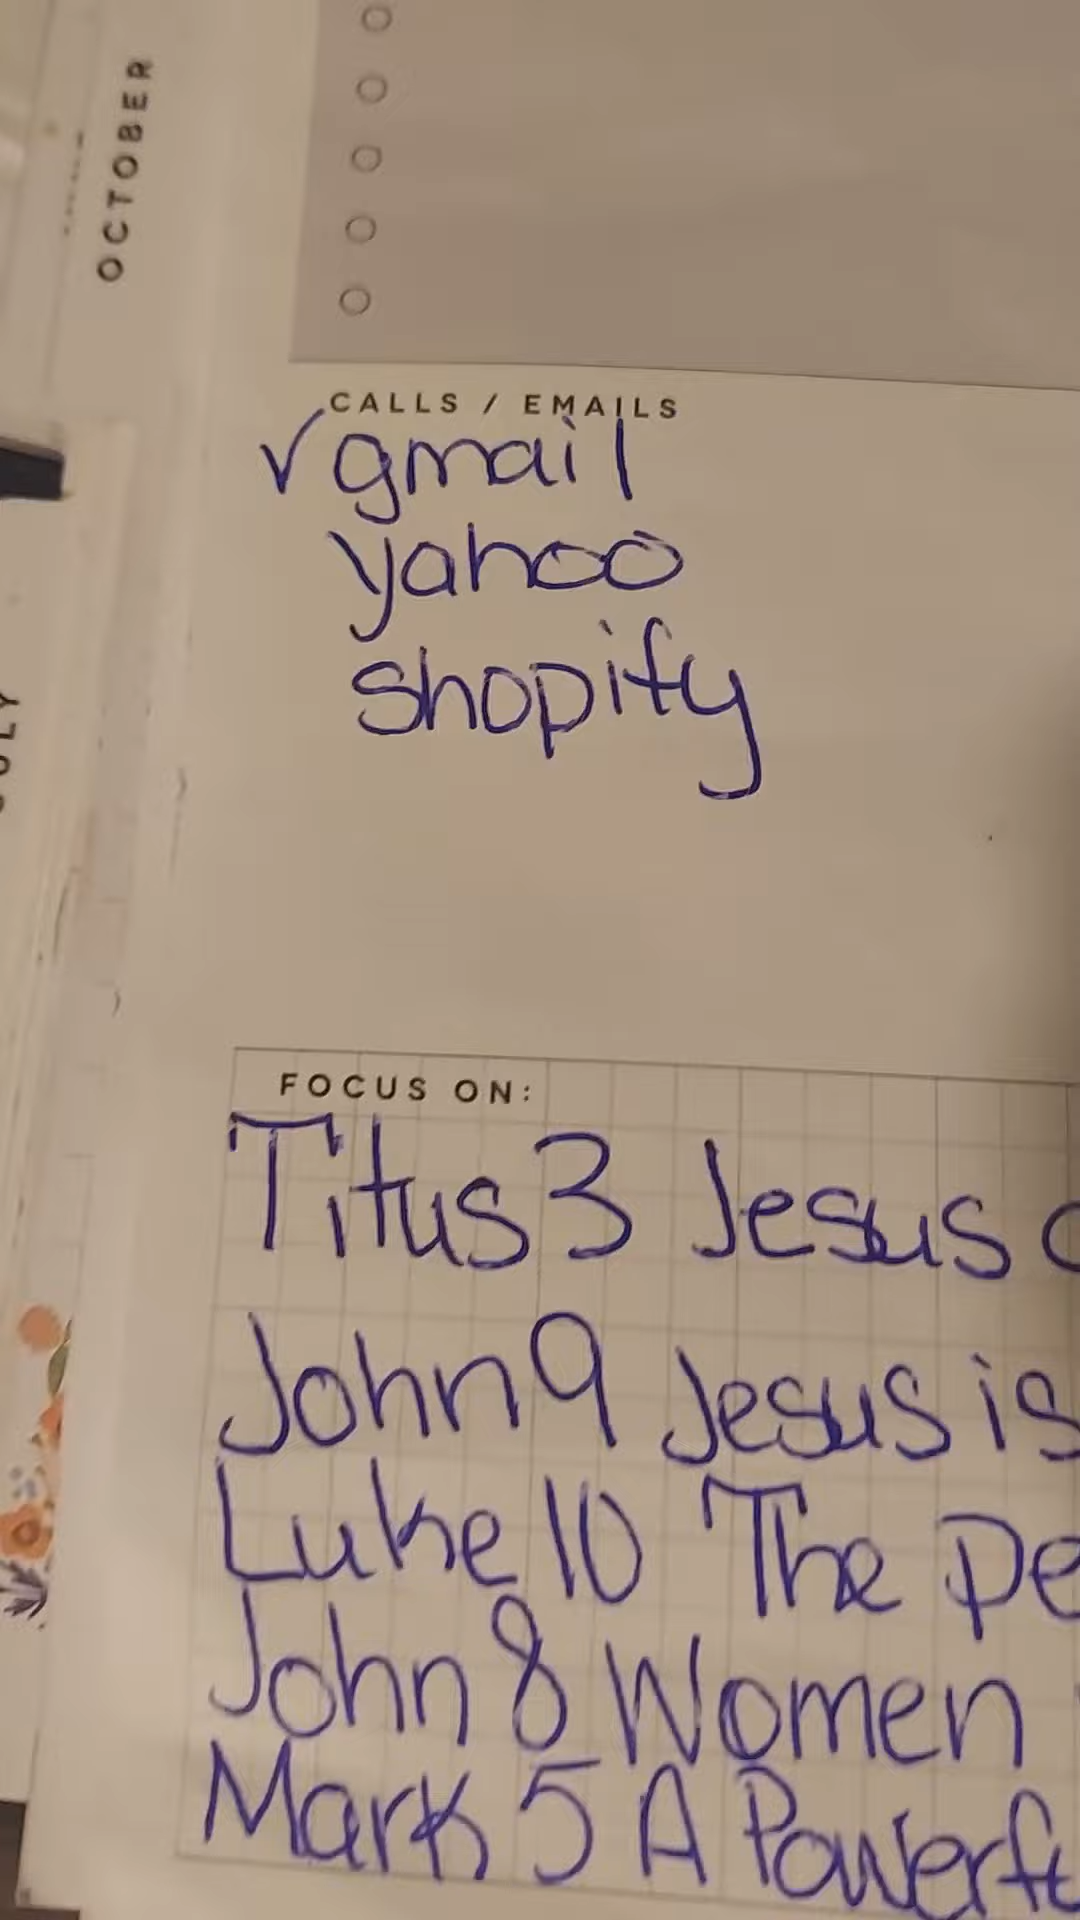 OCTOBER
CALLS / EMAILS
✓gmail
yahoo
shopify
FOCUS ON:
Titus 3 Jesus
John 9 Jesus is
Luke 10 The
John 8 Women
Mark 5 A